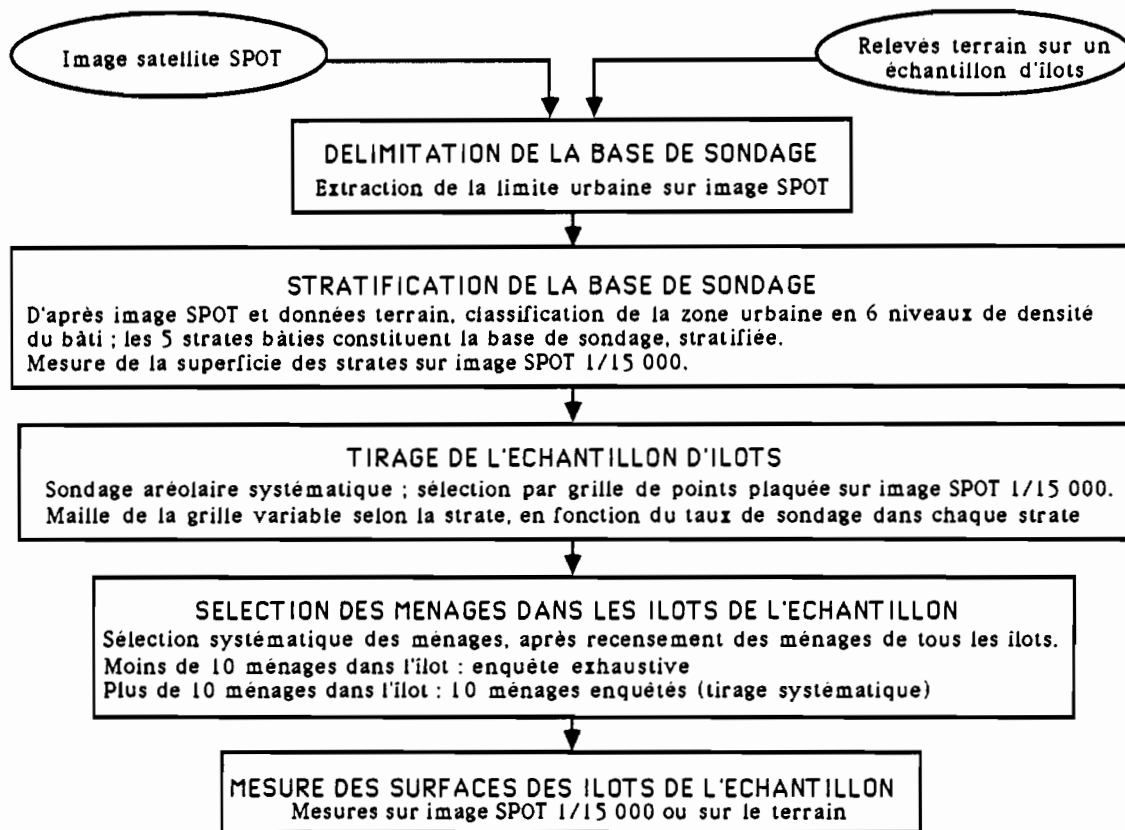 Image satellite SPOT
Relevés terrain sur un
échantillon d'îlots
DELIMITATION DE LA BASE DE SONDAGE
Extraction de la limite urbaine sur image SPOT
STRATIFICATION DE LA BASE DE SONDAGE
D'après image SPOT et données terrain, classification de la zone urbaine en 6 niveaux de densité
du bâti ; les 5 strates bâties constituent la base de sondage, stratifiée.
Mesure de la superficie des strates sur image SPOT 1/15 000.
TIRAGE DE L'ECHANTILLON D'ILOTS
Sondage aréolaire systématique ; sélection par grille de points plaquée sur image SPOT 1/15 000.
Maille de la grille variable selon la strate, en fonction du taux de sondage dans chaque strate
SELECTION DES MENAGES DANS LES ILOTS DE L'ECHANTILLON
Sélection systématique des ménages, après recensement des ménages de tous les îlots.
Moins de 10 ménages dans l'îlot : enquête exhaustive
Plus de 10 ménages dans l'îlot : 10 ménages enquêtés (tirage systématique)
MESURE DES SURFACES DES ILOTS DE L'ECHANTILLON
Mesures sur image SPOT 1/15 000 ou sur le terrain